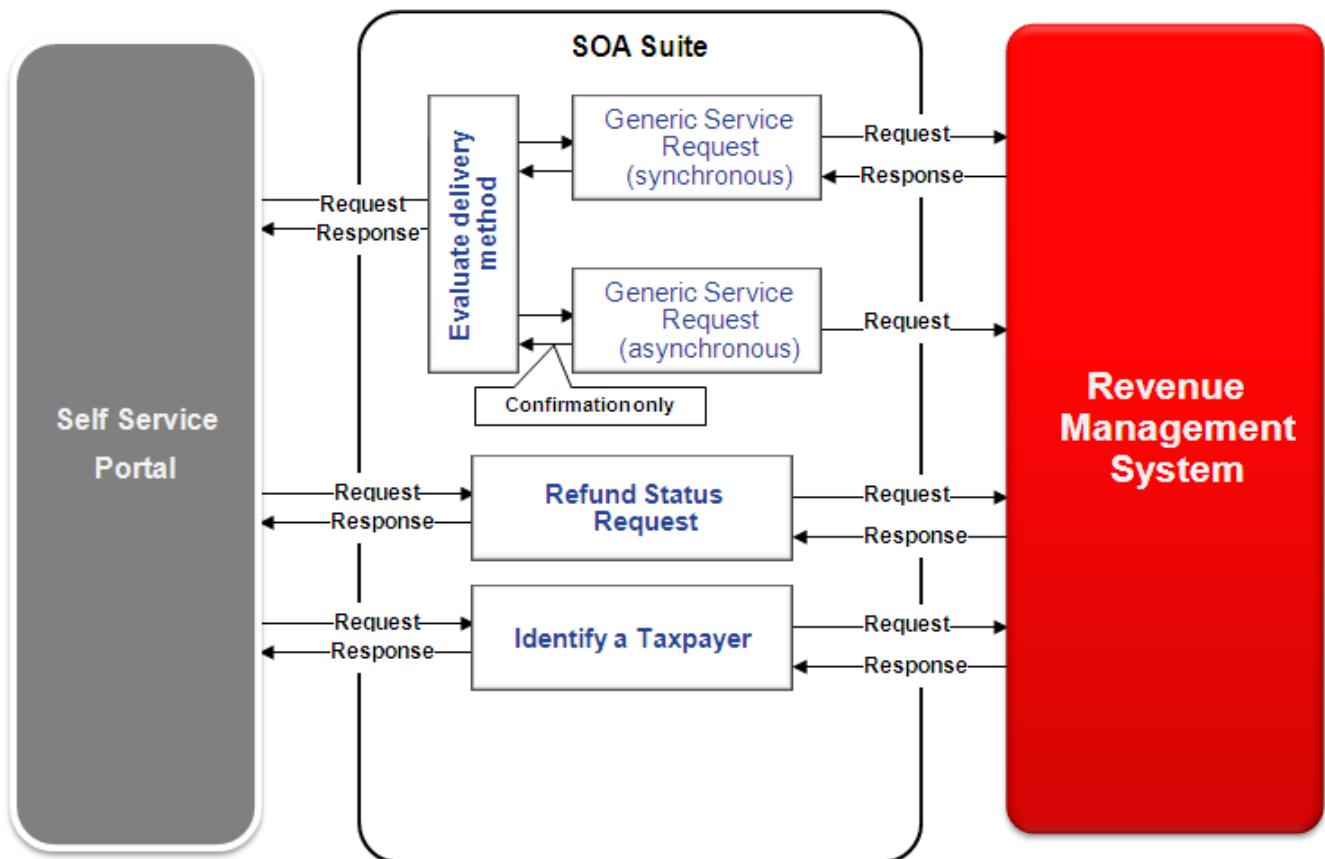 SOA Suite
Self Service
Portal
Request
Response
Evaluate delivery
method
Generic Service
Request
(synchronous)
Request
Response
Generic Service
Request
(asynchronous)
Request
Confirmation only
Request
Response
Refund Status
Request
Request
Response
Request
Response
Identify a Taxpayer
Request
Response
Revenue
Management
System